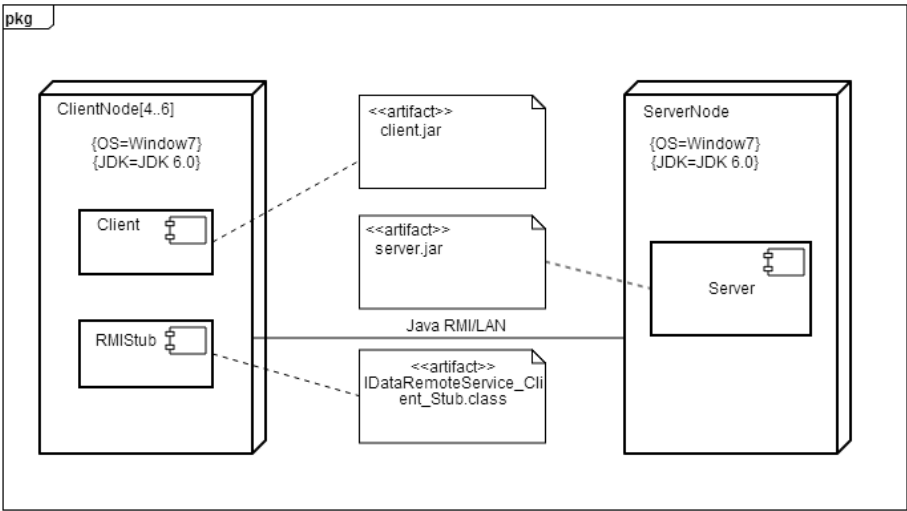 pkg
ClientNode[4..6]
{OS=Window7}
{JDK=JDK 6.0}
Client
RMIStub
<<artifact>>
client.jar
<<artifact>>
server.jar
Java RMI/LAN
<<artifact>>
IDataRemoteService_Cli
ent_Stub.class
ServerNode
{OS=Window7}
{JDK=JDK 6.0}
Server